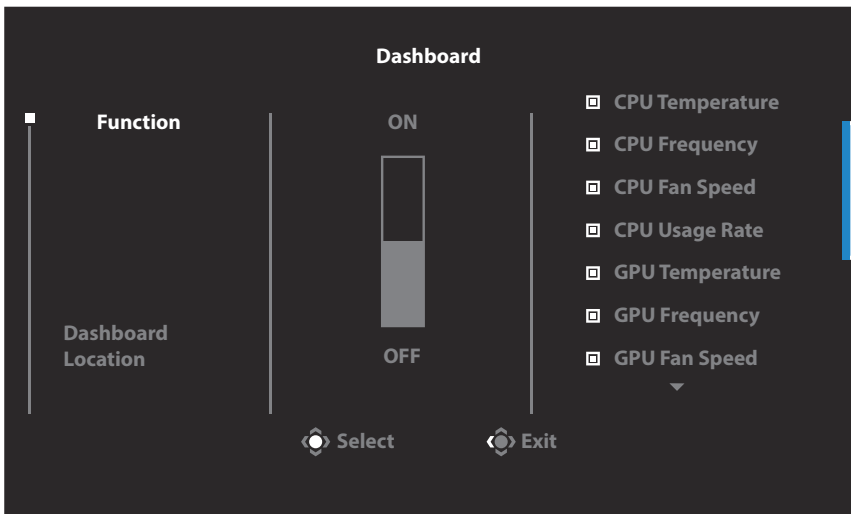 Dashboard
Function
Dashboard
Location
ON
OFF
CPU Temperature
CPU Frequency
CPU Fan Speed
CPU Usage Rate
GPU Temperature
GPU Frequency
GPU Fan Speed
Select
Exit